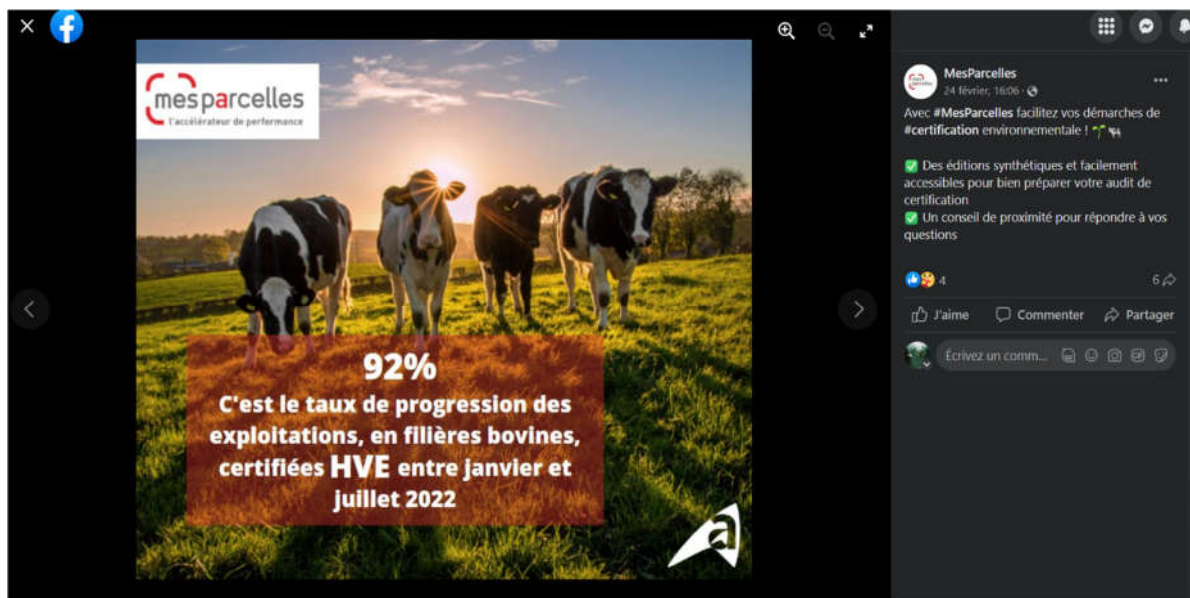 mesparcelles
l'accélérateur de performance
92%
C'est le taux de progression des
exploitations, en filières bovines,
certifiées HVE entre janvier et
juillet 2022
a
MesParcelles
24 février, 16:06
Avec #MesParcelles facilitez vos démarches de
#certification environnementale !
Des éditions synthétiques et facilement
accessibles pour bien préparer votre audit de
certification
Un conseil de proximité pour répondre à vos
questions
4
6
J'aime
Commenter
Partager
Écrivez un comm...